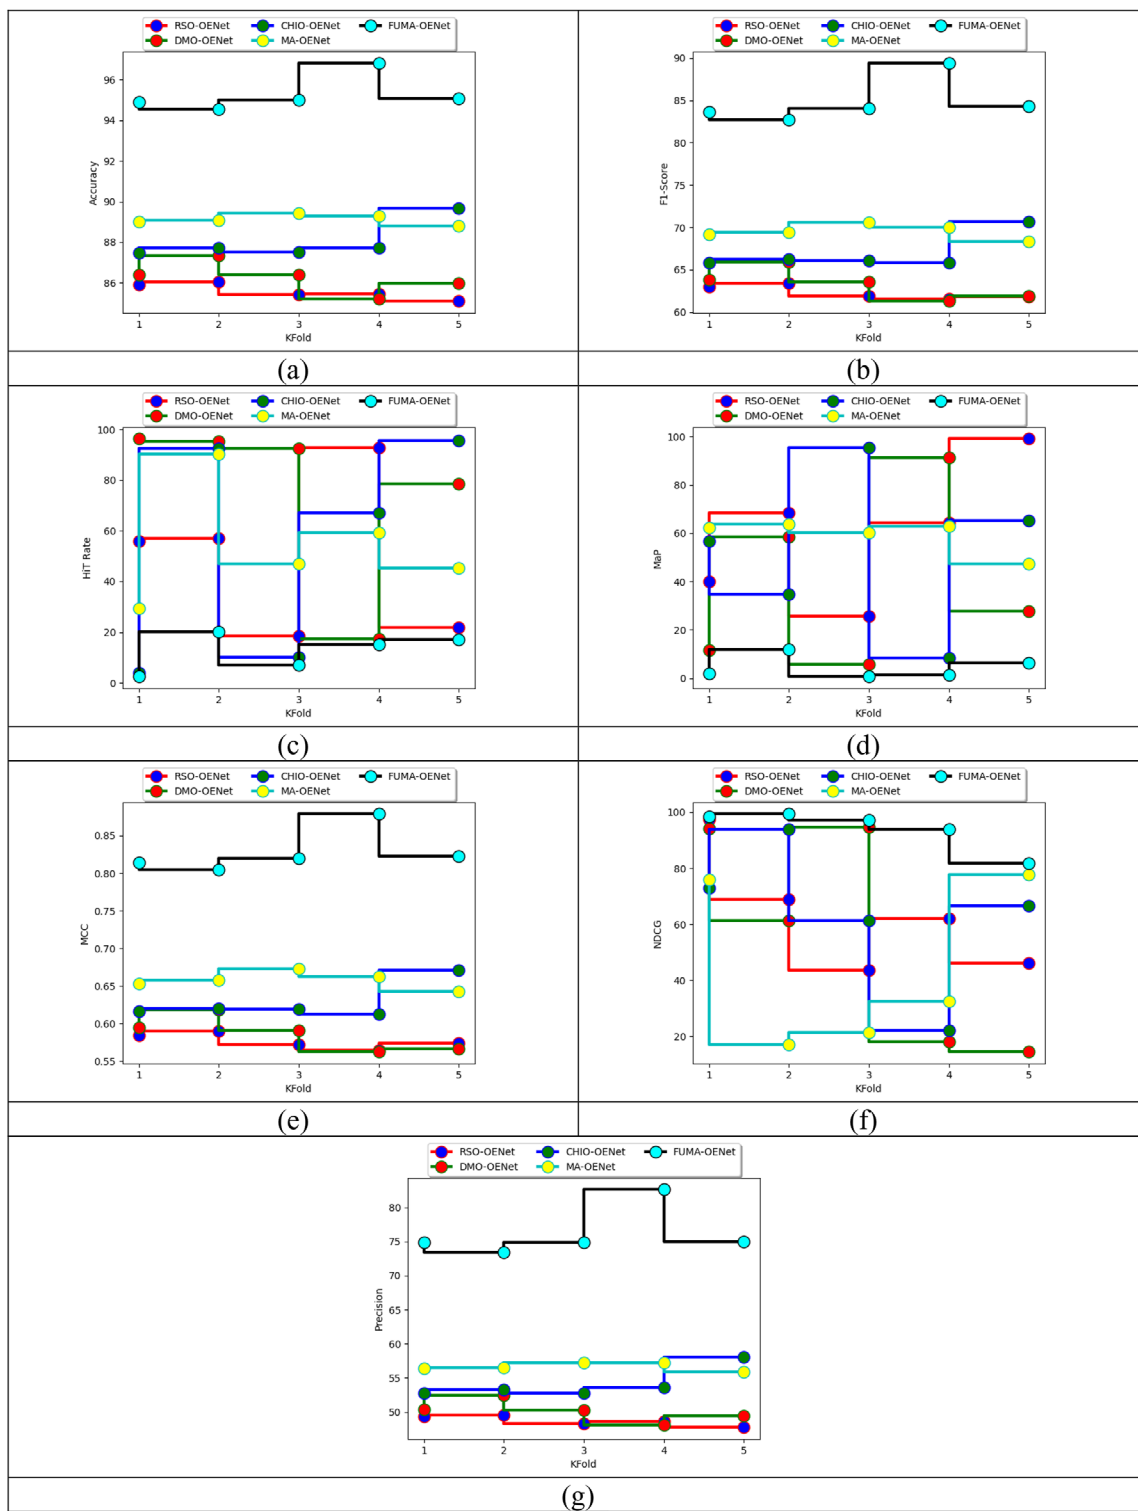 RSO-OENet CHIO-OENet FUMA-OENet
DMO-OENet MA-OENet
96
94
92
90
88
86
Accuracy
1 2 3 4 5
KFold
(a)
RSO-OENet CHIO-OENet FUMA-OENet
DMO-OENet MA-OENet
90
85
80
75
70
65
60
F1-Score
1 2 3 4 5
KFold
(b)
RSO-OENet CHIO-OENet FUMA-OENet
DMO-OENet MA-OENet
100
80
60
40
20
0
HiT Rate
1 2 3 4 5
KFold
(c)
RSO-OENet CHIO-OENet FUMA-OENet
DMO-OENet MA-OENet
100
80
60
40
20
0
MaP
1 2 3 4 5
KFold
(d)
RSO-OENet CHIO-OENet FUMA-OENet
DMO-OENet MA-OENet
0.85
0.80
0.75
0.70
0.65
0.60
0.55
MCC
1 2 3 4 5
KFold
(e)
RSO-OENet CHIO-OENet FUMA-OENet
DMO-OENet MA-OENet
100
80
60
40
20
NDCG
1 2 3 4 5
KFold
(f)
RSO-OENet CHIO-OENet FUMA-OENet
DMO-OENet MA-OENet
80
75
70
65
60
55
50
Precision
1 2 3 4 5
KFold
(g)